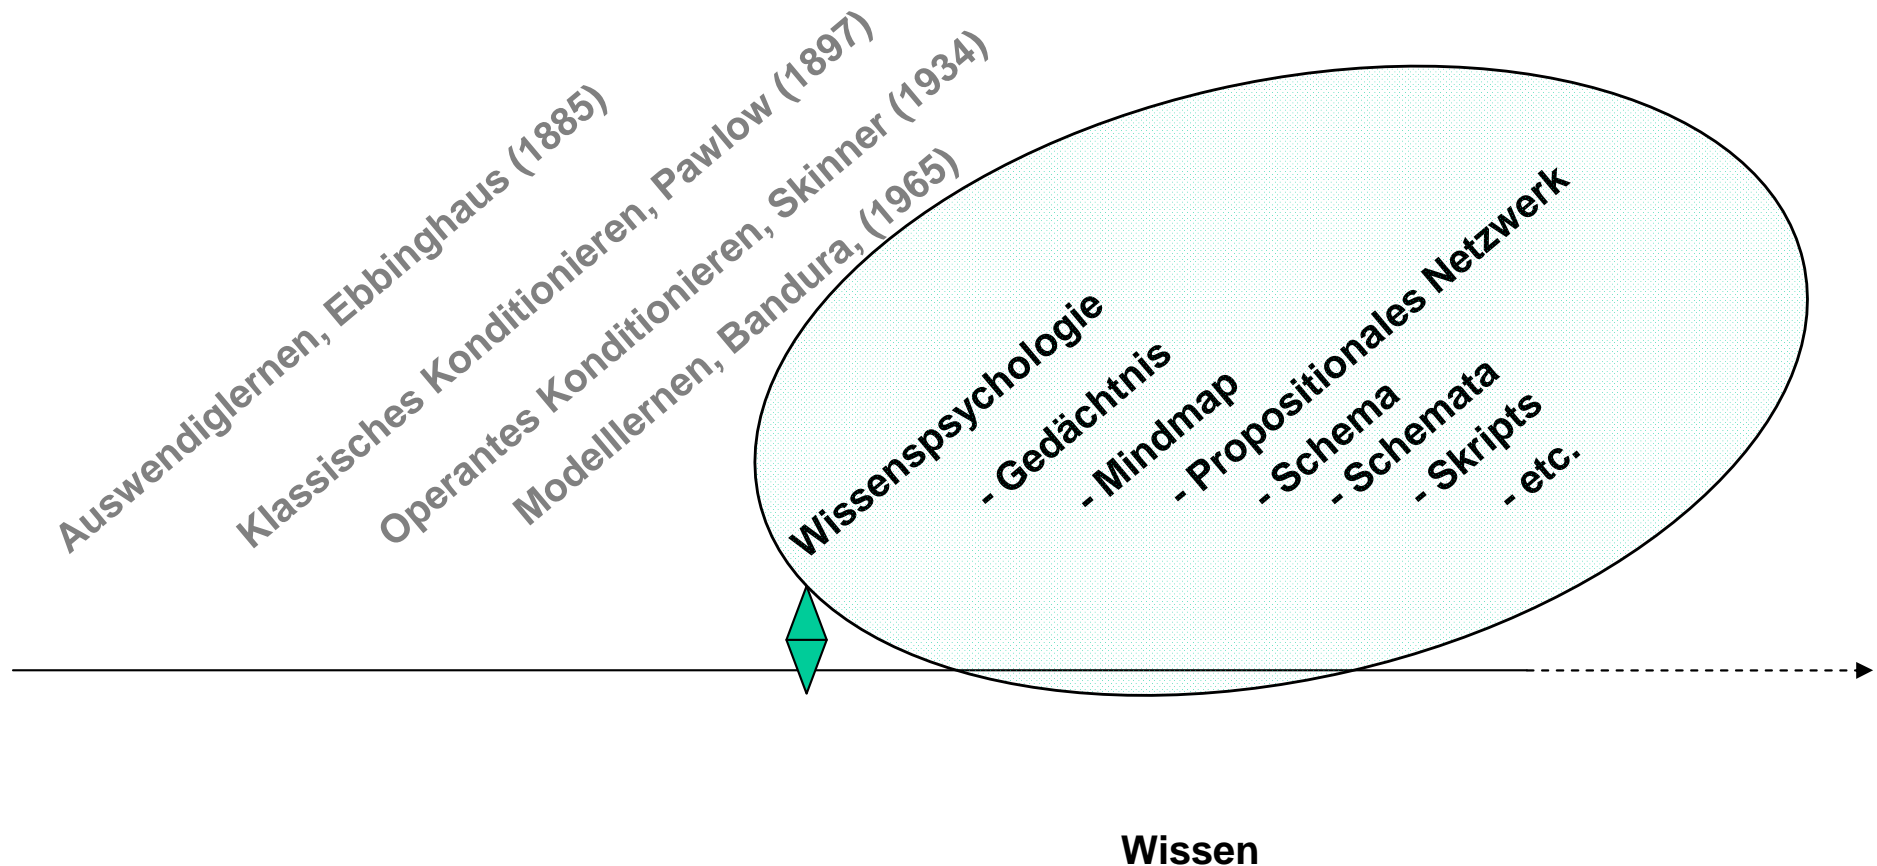 Auswendiglernen, Ebbinghaus (1885)
Klassisches Konditionieren, Pawlow (1897)
Operantes Konditionieren, Skinner (1934)
Modelllernen, Bandura, (1965)
Wissenspsychologie
- Gedächtnis
- Mindmap
- Propositionales Netzwerk
- Schema
- Schemata
- Skripts
- etc.
Wissen